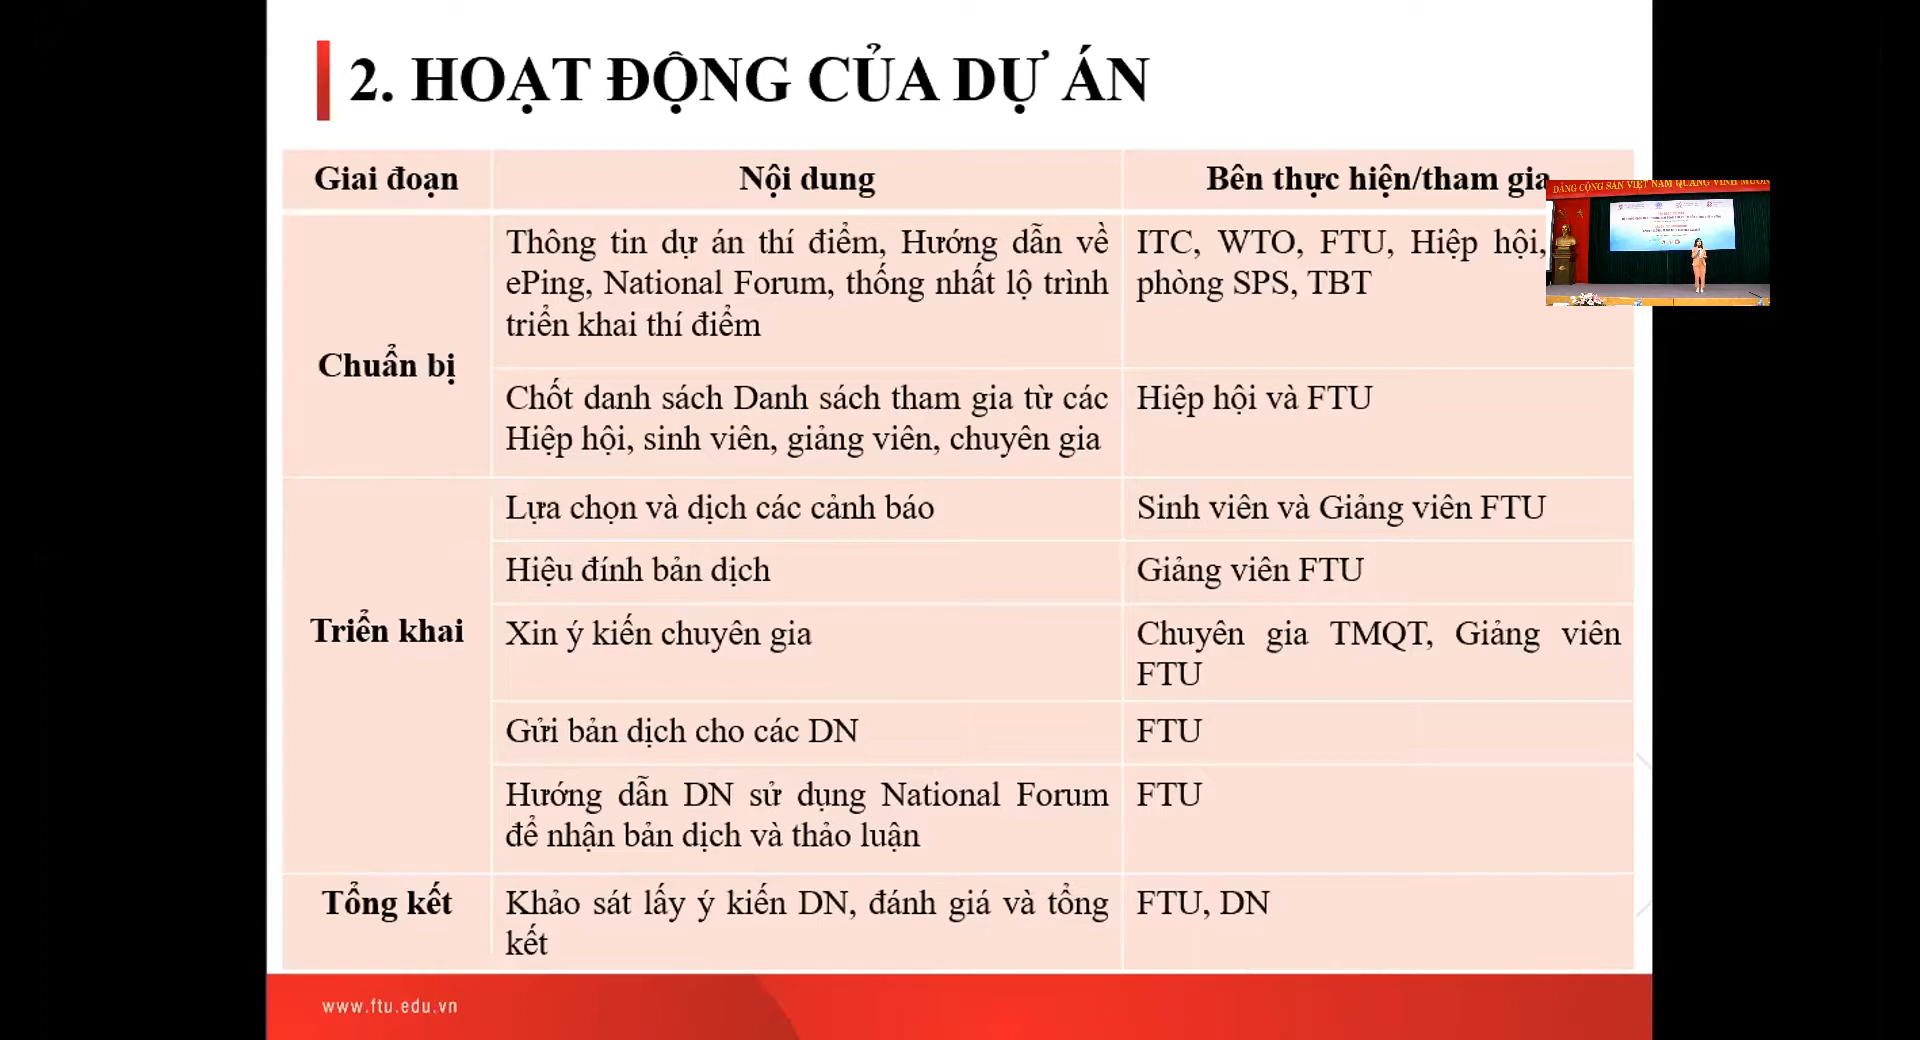 2. HOẠT ĐỘNG CỦA DỰ ÁN
Giai đoạn
Nội dung
Bên thực hiện/tham gia
Chuẩn bị
Thông tin dự án thí điểm, Hướng dẫn về
ePing, National Forum, thống nhất lộ trình
triển khai thí điểm
ITC, WTO, FTU, Hiệp hội,
phòng SPS, TBT
Chốt danh sách Danh sách tham gia từ các
Hiệp hội, sinh viên, giảng viên, chuyên gia
Hiệp hội và FTU
Triển khai
Lựa chọn và dịch các cảnh báo
Sinh viên và Giảng viên FTU
Hiệu đính bản dịch
Giảng viên FTU
Xin ý kiến chuyên gia
Chuyên gia TMQT, Giảng viên
FTU
Gửi bản dịch cho các DN
FTU
Hướng dẫn DN sử dụng National Forum
để nhận bản dịch và thảo luận
FTU
Tổng kết
Khảo sát lấy ý kiến DN, đánh giá và tổng
kết
FTU, DN
www.ftu.edu.vn
ĐẢNG CỘNG SẢN VIỆT NAM QUANG VINH MUÔN